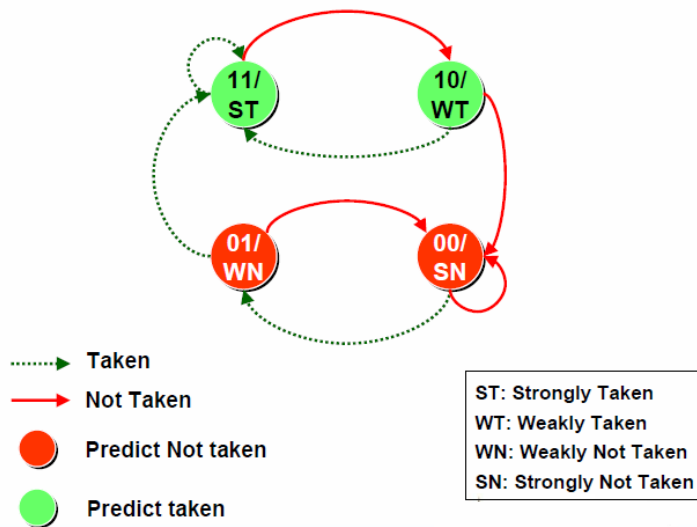 11/
ST
10/
WT
01/
WN
00/
SN
Taken
Not Taken
Predict Not taken
Predict taken
ST: Strongly Taken
WT: Weakly Taken
WN: Weakly Not Taken
SN: Strongly Not Taken